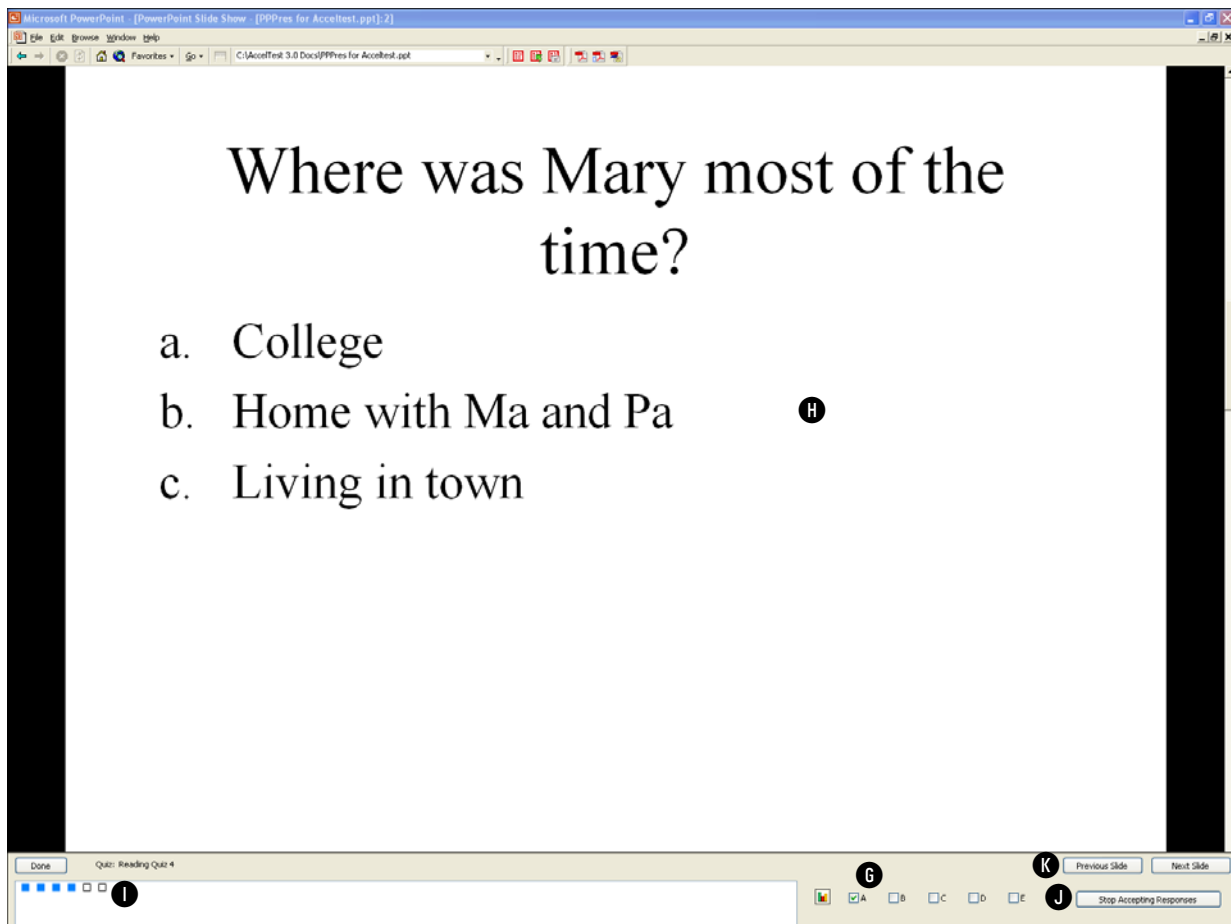 Microsoft PowerPoint - [PowerPoint Slide Show - [PPPres for Acceltest.ppt]:2]
File Edit Browse Window Help
Favorites Go C:\AccelTest 3.0 Docs\PPPres for Acceltest.ppt
Where was Mary most of the
time?
a. College
b. Home with Ma and Pa
H
c. Living in town
Done Quiz: Reading Quiz 4
K Previous Slide Next Slide
G
I
A B C D E
J Stop Accepting Responses